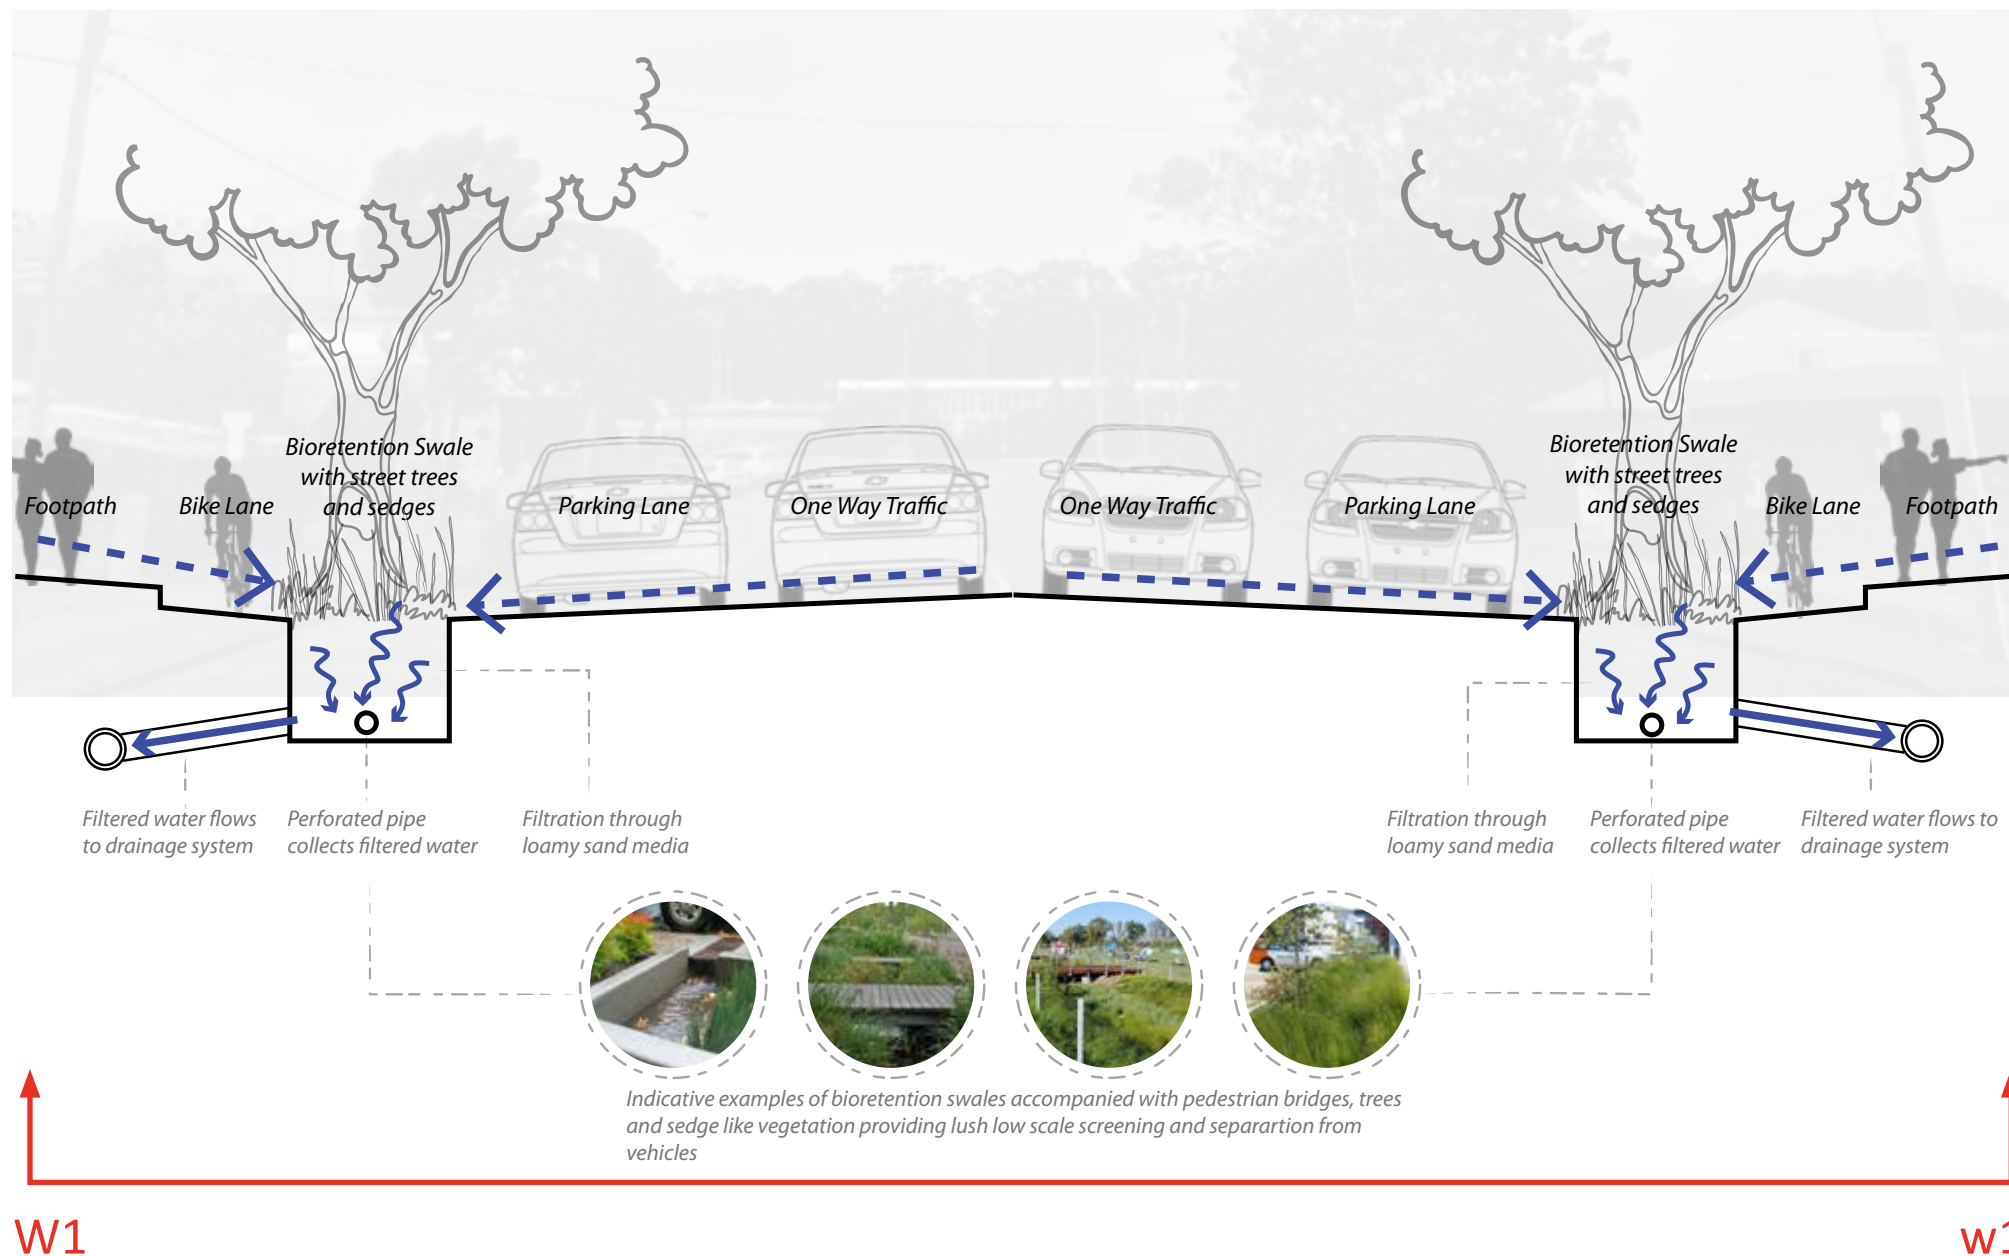 Bioretention Swale
with street trees
and sedges
Bioretention Swale
with street trees
and sedges
Footpath
Bike Lane
Parking Lane
One Way Traffic
One Way Traffic
Parking Lane
Bike Lane
Footpath
Filtered water flows
to drainage system
Perforated pipe
collects filtered water
Filtration through
loamy sand media
Filtration through
loamy sand media
Perforated pipe
collects filtered water
Filtered water flows to
drainage system
Indicative examples of bioretention swales accompanied with pedestrian bridges, trees
and sedge like vegetation providing lush low scale screening and separartion from
vehicles
W1
w1